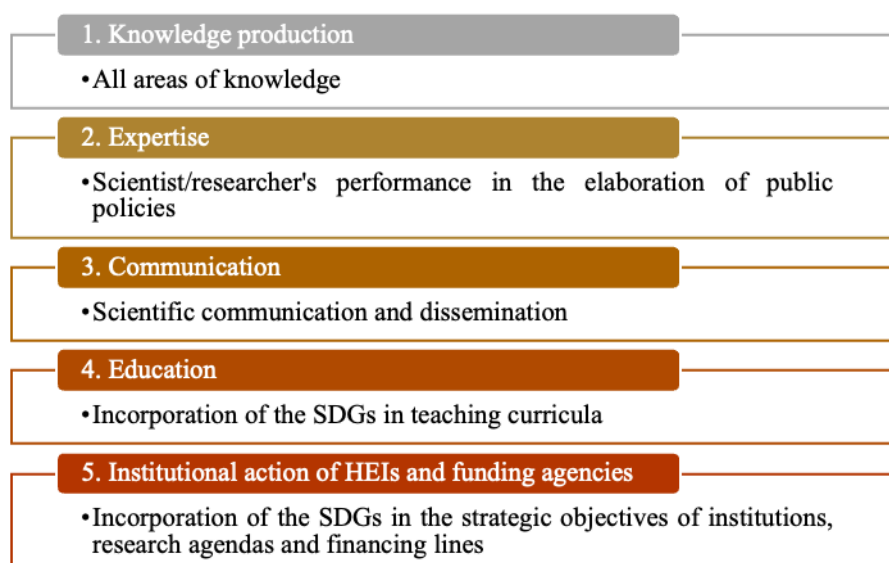 1. Knowledge production
•All areas of knowledge
2. Expertise
•Scientist/researcher's performance in the elaboration of public
policies
3. Communication
•Scientific communication and dissemination
4. Education
•Incorporation of the SDGs in teaching curricula
5. Institutional action of HEIs and funding agencies
•Incorporation of the SDGs in the strategic objectives of institutions,
research agendas and financing lines